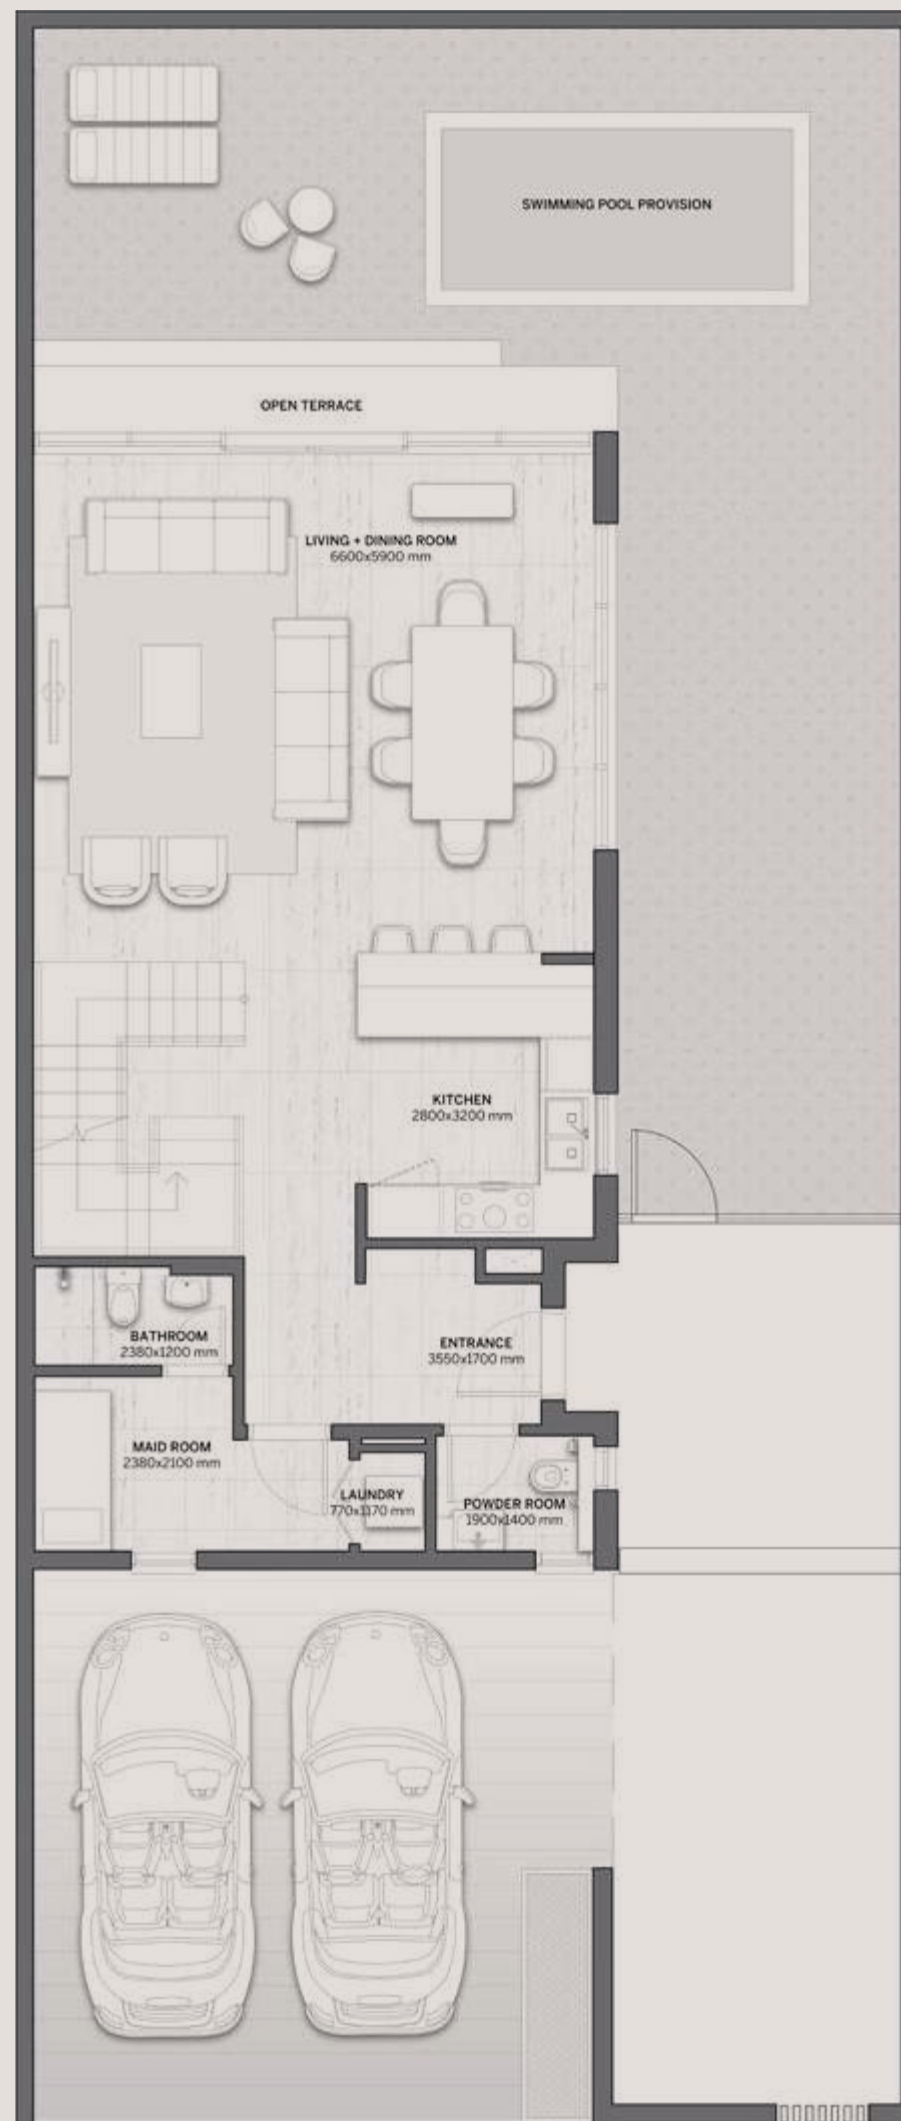 SWIMMING POOL PROVISION
OPEN TERRACE
LIVING + DINING ROOM
6600x5900 mm
KITCHEN
2800x3200 mm
BATHROOM
2380x1200 mm
ENTRANCE
3550x1700 mm
MAID ROOM
2380x2100 mm
LAUNDRY
770x1170 mm
POWDER ROOM
1900x1400 mm